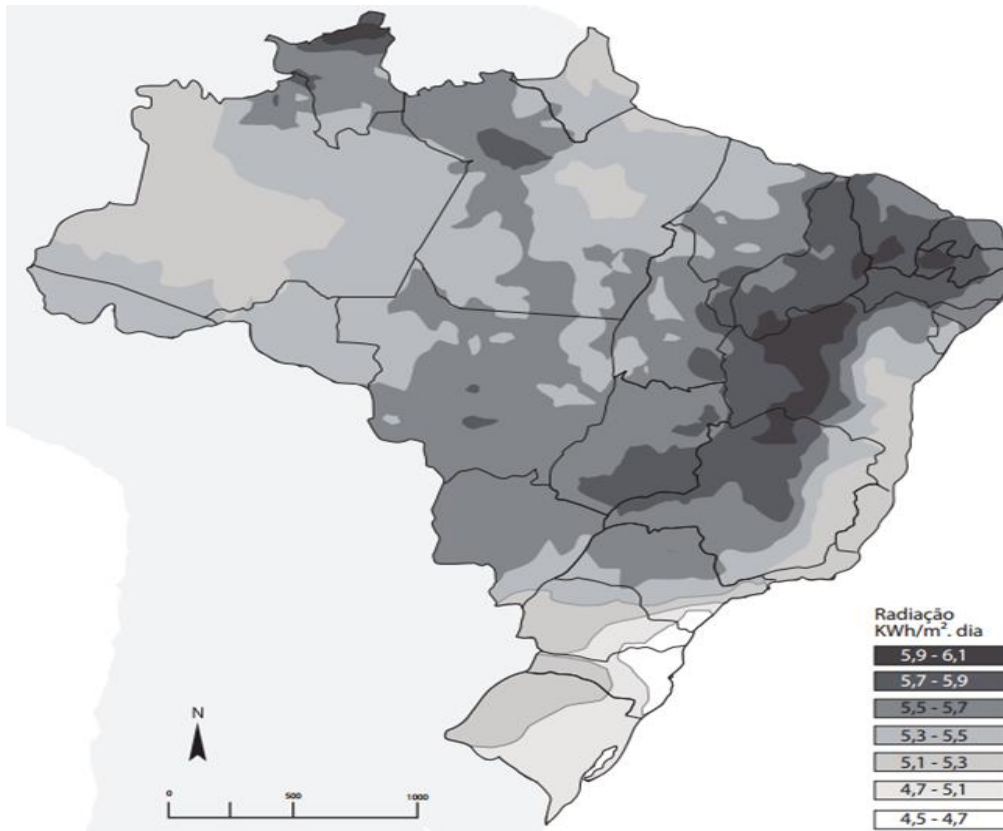 N
0 500 1000
Radiação
KWh/m². dia
5,9 - 6,1
5,7 - 5,9
5,5 - 5,7
5,3 - 5,5
5,1 - 5,3
4,7 - 5,1
4,5 - 4,7